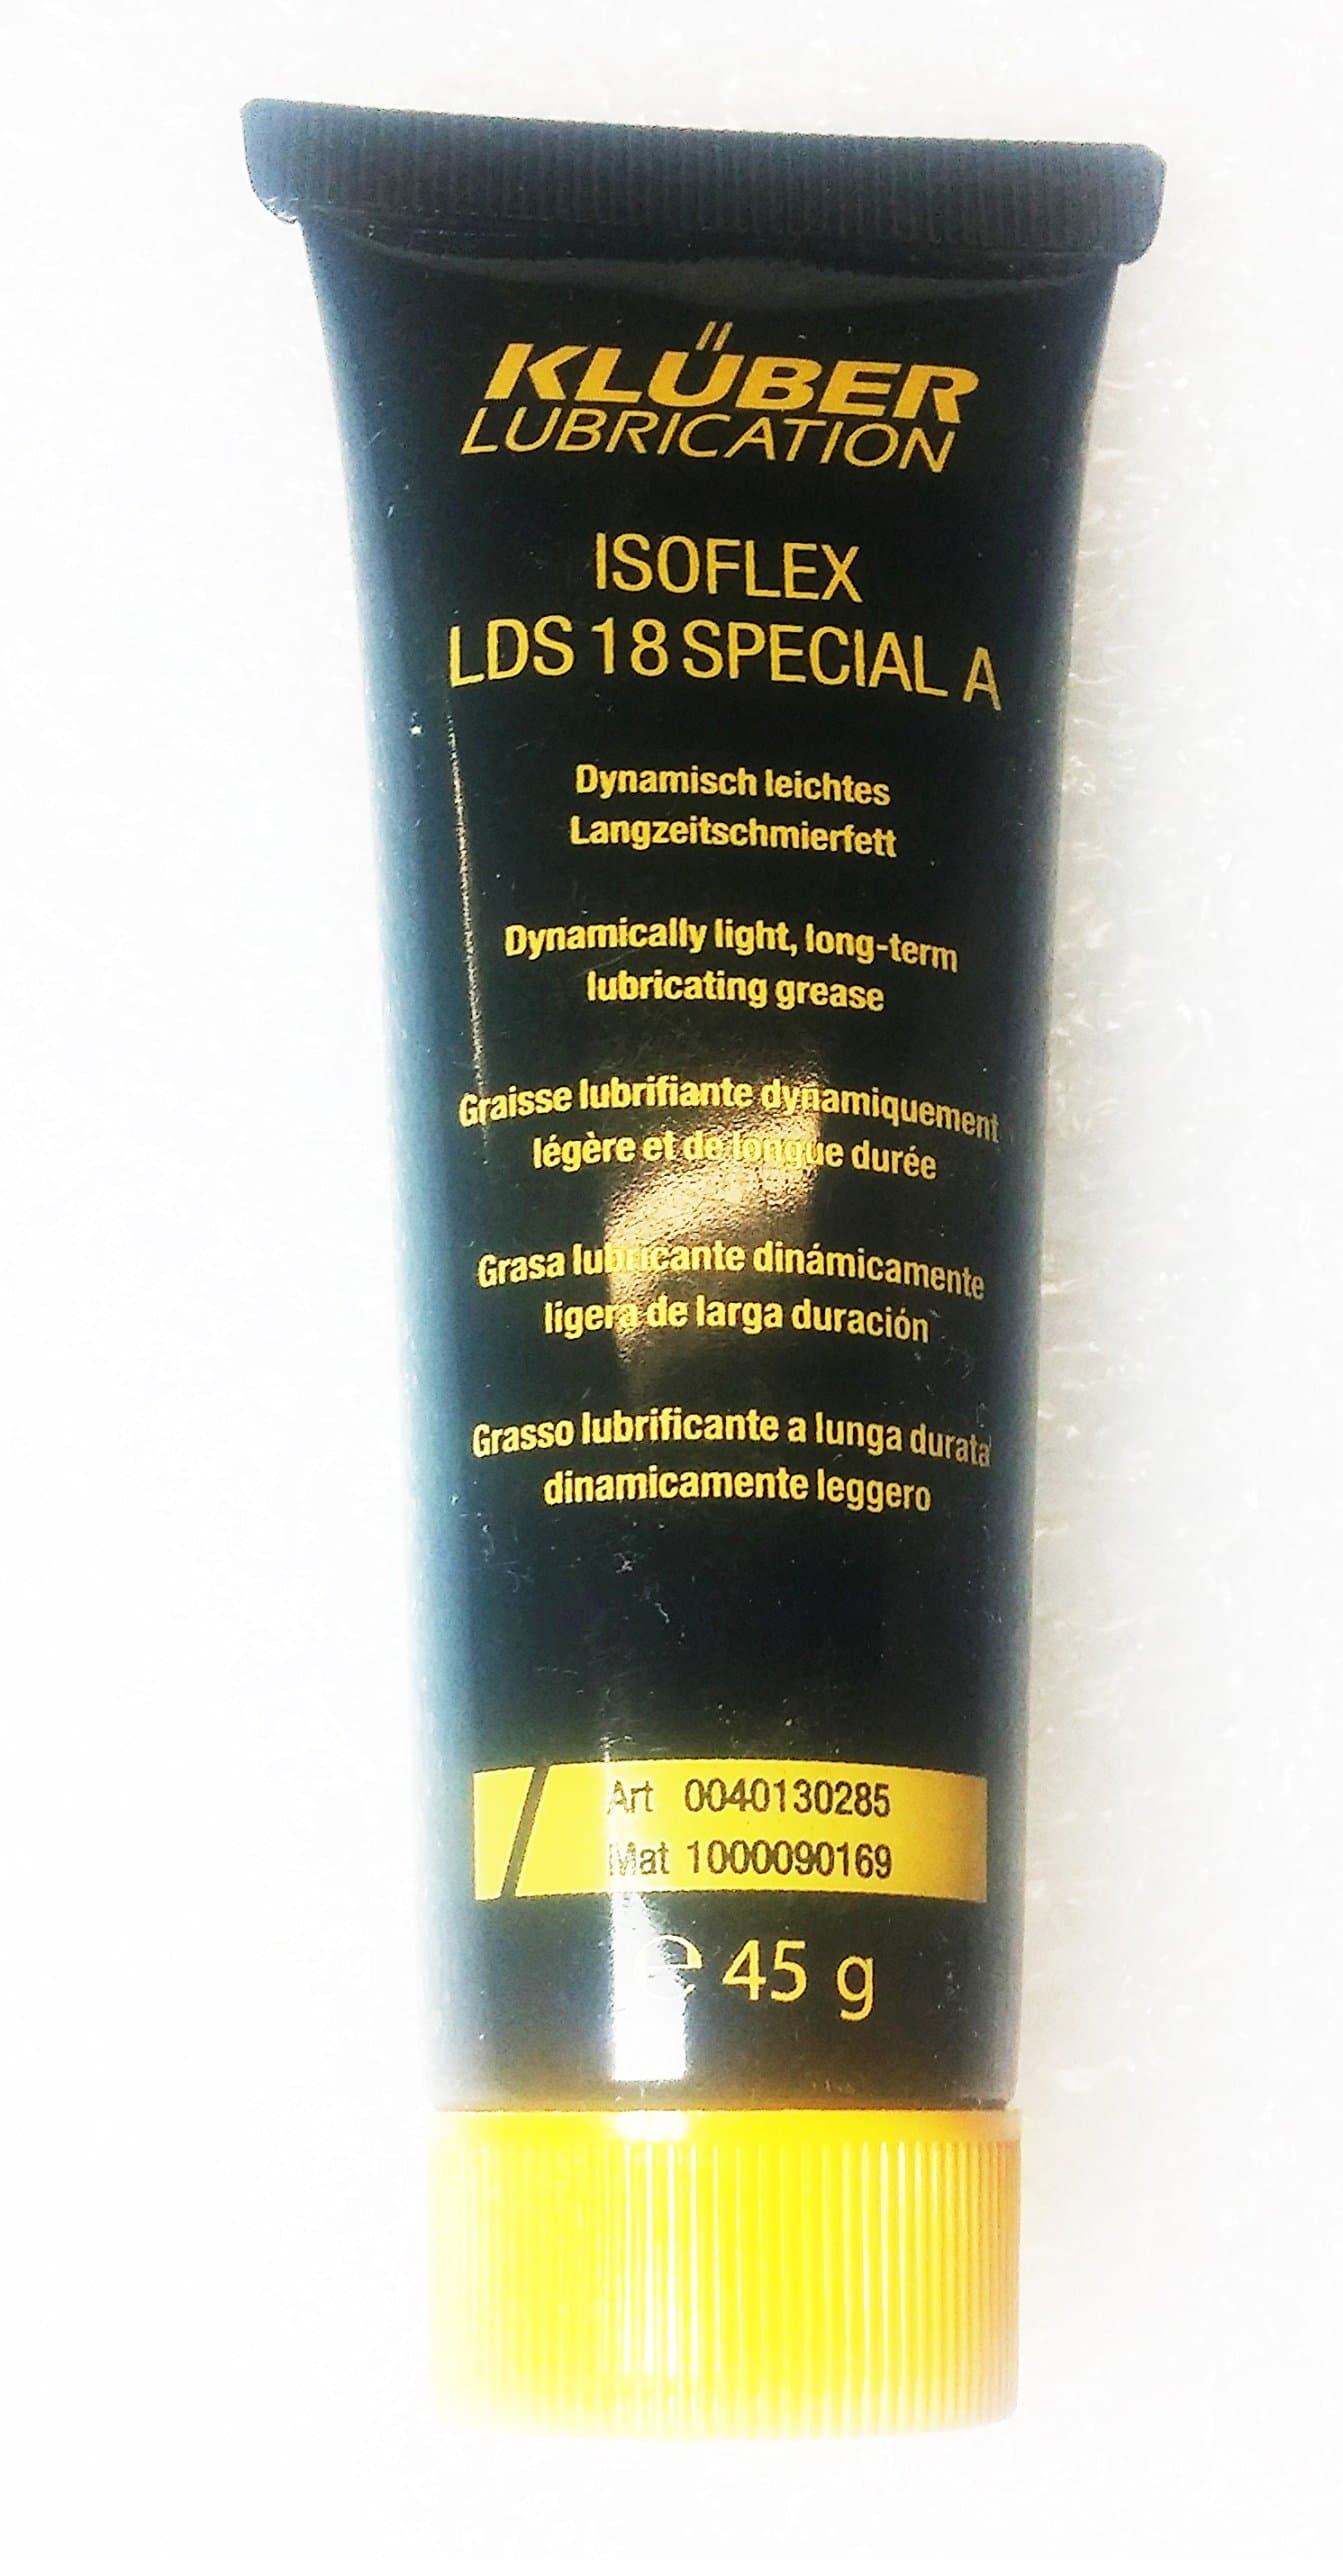 KLÜBER
LUBRICATION
ISOFLEX
LDS 18 SPECIAL A
Dynamisch leichtes
Langzeitschmierfett
Dynamically light, long-term
lubricating grease
Graisse lubrifiante dynamiquement
légère et de longue durée
Grasa lubricante dinámicamente
ligera de larga duración
Grasso lubrificante a lunga durata
dinamicamente leggero
Art 0040130285
Mat 1000090169
℮ 45 g